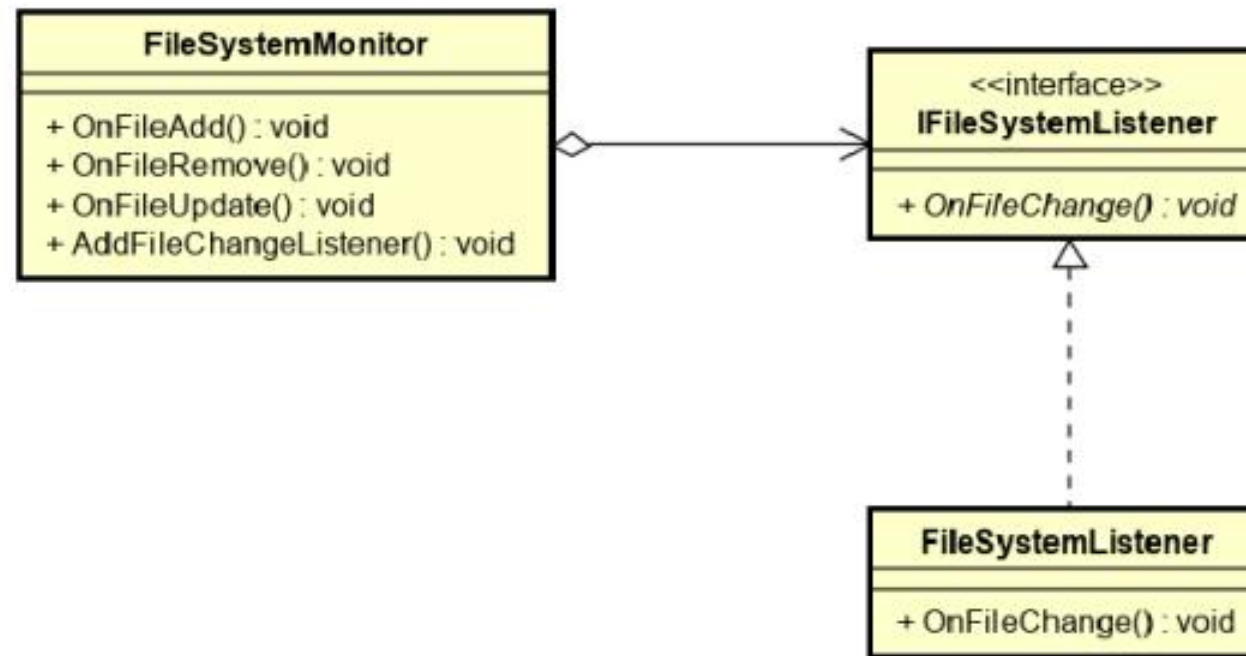 FileSystemMonitor
+ OnFileAdd() : void
+ OnFileRemove() : void
+ OnFileUpdate() : void
+ AddFileChangeListener() : void
<<interface>>
IFileSystemListener
+ OnFileChange() : void
FileSystemListener
+ OnFileChange() : void